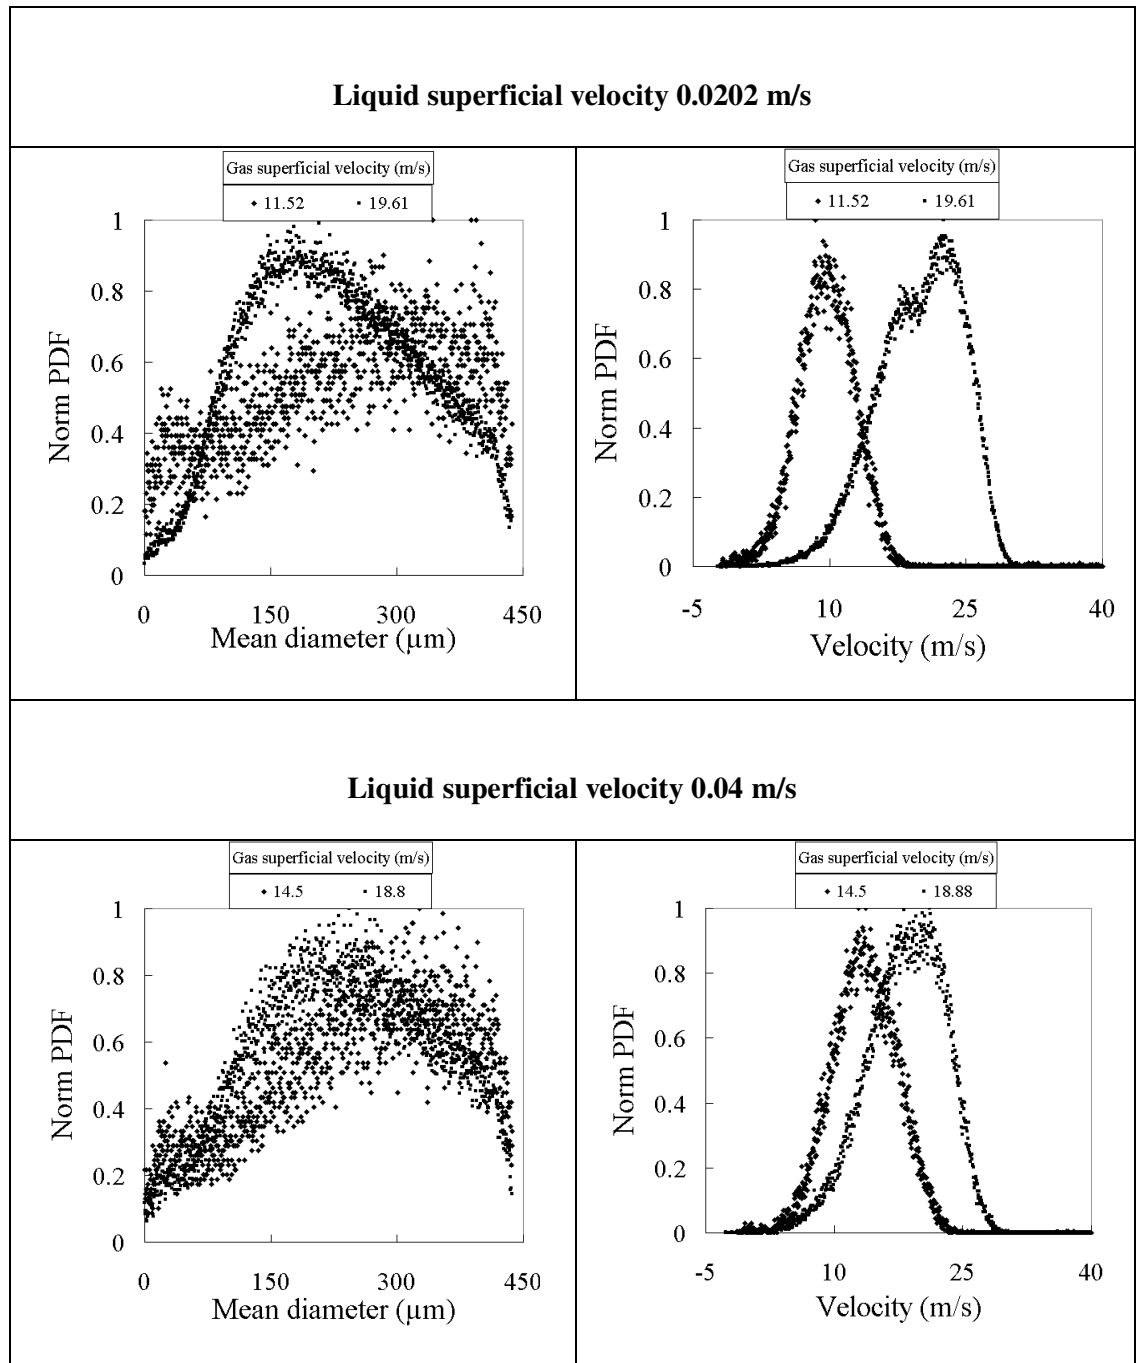 Liquid superficial velocity 0.0202 m/s
Gas superficial velocity (m/s)
11.52 19.61
Norm PDF
1
0.8
0.6
0.4
0.2
0
0 150 300 450
Mean diameter (µm)
Gas superficial velocity (m/s)
11.52 19.61
Norm PDF
1
0.8
0.6
0.4
0.2
0
-5 10 25 40
Velocity (m/s)
Liquid superficial velocity 0.04 m/s
Gas superficial velocity (m/s)
14.5 18.8
Norm PDF
1
0.8
0.6
0.4
0.2
0
0 150 300 450
Mean diameter (µm)
Gas superficial velocity (m/s)
14.5 18.88
Norm PDF
1
0.8
0.6
0.4
0.2
0
-5 10 25 40
Velocity (m/s)